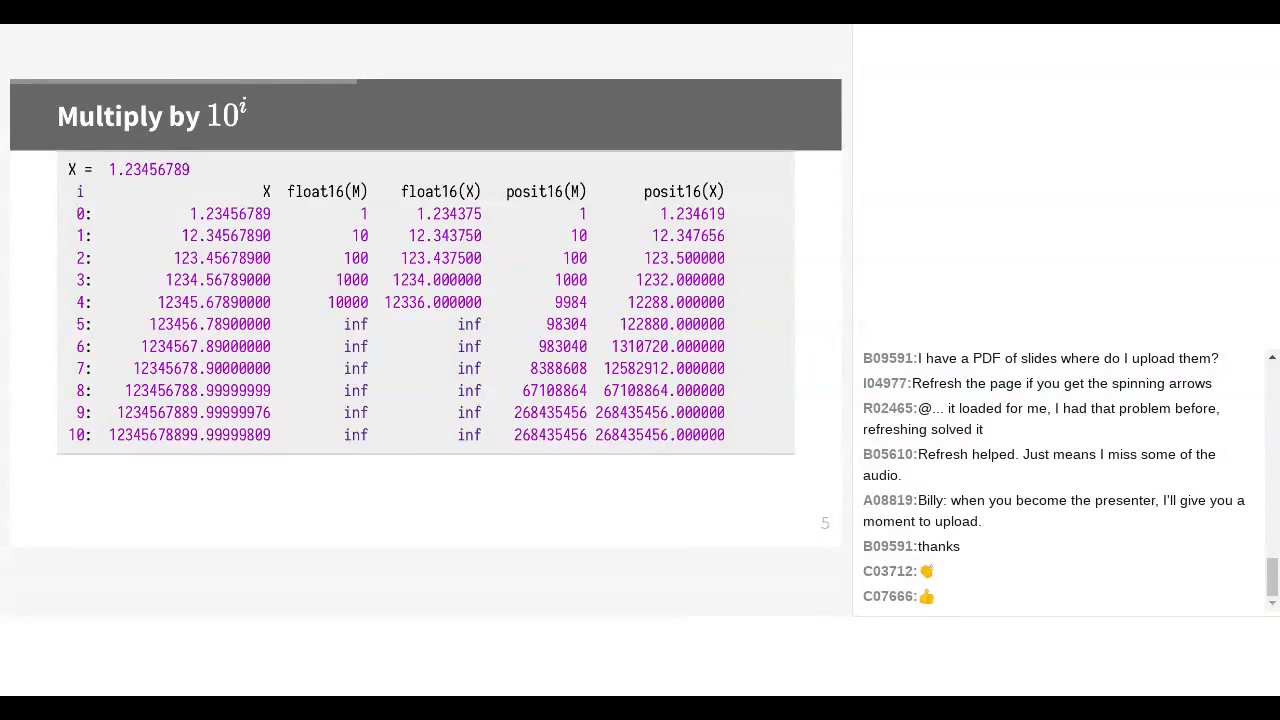 Multiply by 10^i
X = 1.23456789
i X float16(M) float16(X) posit16(M) posit16(X)
0: 1.23456789 1 1.234375 1 1.234619
1: 12.34567890 10 12.343750 10 12.347656
2: 123.45678900 100 123.437500 100 123.500000
3: 1234.56789000 1000 1234.000000 1000 1232.000000
4: 12345.67890000 10000 12336.000000 9984 12288.000000
5: 123456.78900000 inf inf 98304 122880.000000
6: 1234567.89000000 inf inf 983040 1310720.000000
7: 12345678.90000000 inf inf 8388608 12582912.000000
8: 123456788.99999999 inf inf 67108864 67108864.000000
9: 1234567889.99999976 inf inf 268435456 268435456.000000
10: 12345678899.99999809 inf inf 268435456 268435456.000000
5
B09591:I have a PDF of slides where do I upload them?
I04977:Refresh the page if you get the spinning arrows
R02465:@... it loaded for me, I had that problem before,
refreshing solved it
B05610:Refresh helped. Just means I miss some of the
audio.
A08819:Billy: when you become the presenter, I'll give you a
moment to upload.
B09591:thanks
C03712:👏
C07666:👍